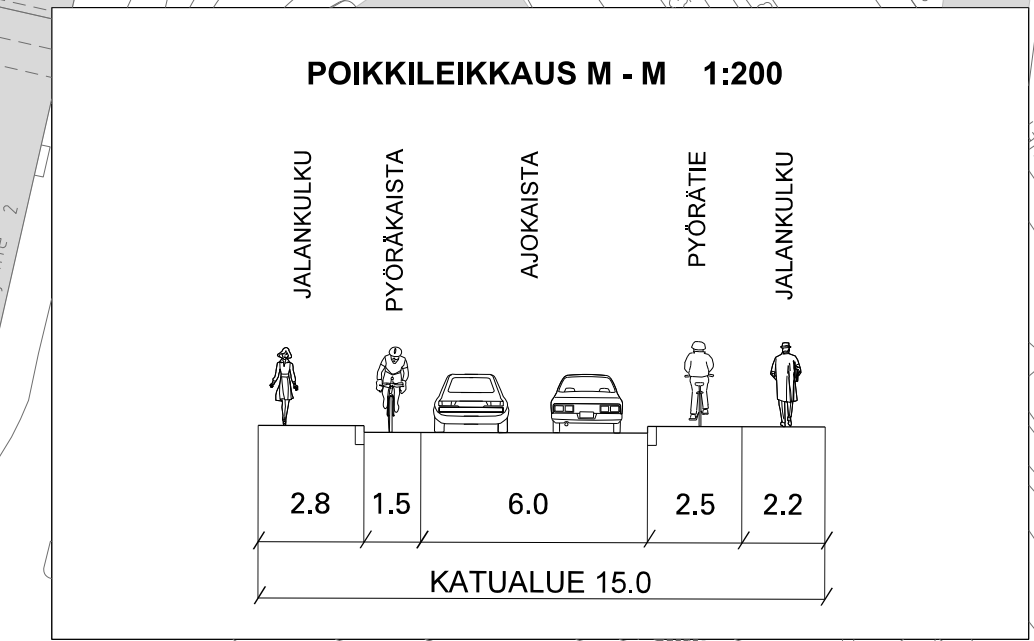 POIKKILEIKKAUS M - M 1:200
JALANKULKU
PYÖRÄKAISTA
AJOKAISTA
PYÖRÄTIE
JALANKULKU
2.8
1.5
6.0
2.5
2.2
KATUALUE 15.0
2